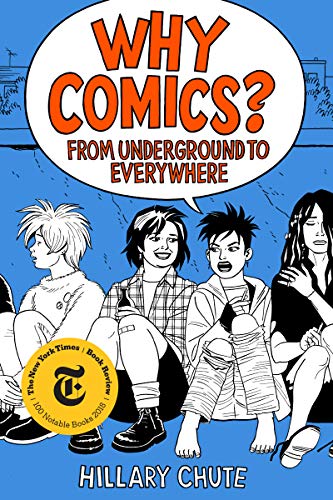 WHY
COMICS?
FROM UNDERGROUND TO
EVERYWHERE
The New York Times | Book Review
T
100 Notable Books 2018
HILLARY CHUTE